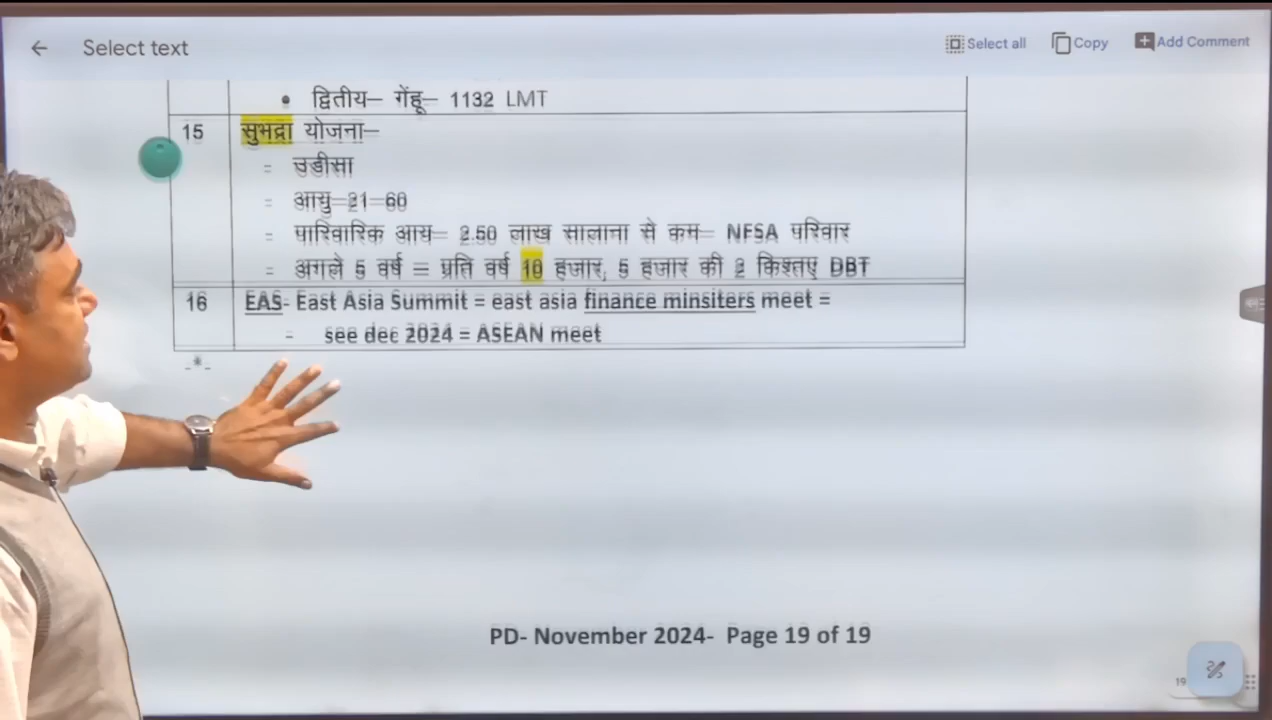 ← Select text
Select all Copy Add Comment
• द्वितीय– गेंहू– 1132 LMT
15 सुभद्रा योजना–
= उडीसा
= आयु–21–60
= पारिवारिक आय– 2.50 लाख सालाना से कम– NFSA परिवार
= अगले 5 वर्ष = प्रति वर्ष 10 हजार, 5 हजार की 2 किश्तए DBT
16 EAS- East Asia Summit = east asia finance minsiters meet =
- see dec 2024 = ASEAN meet
-*-
PD- November 2024- Page 19 of 19
19